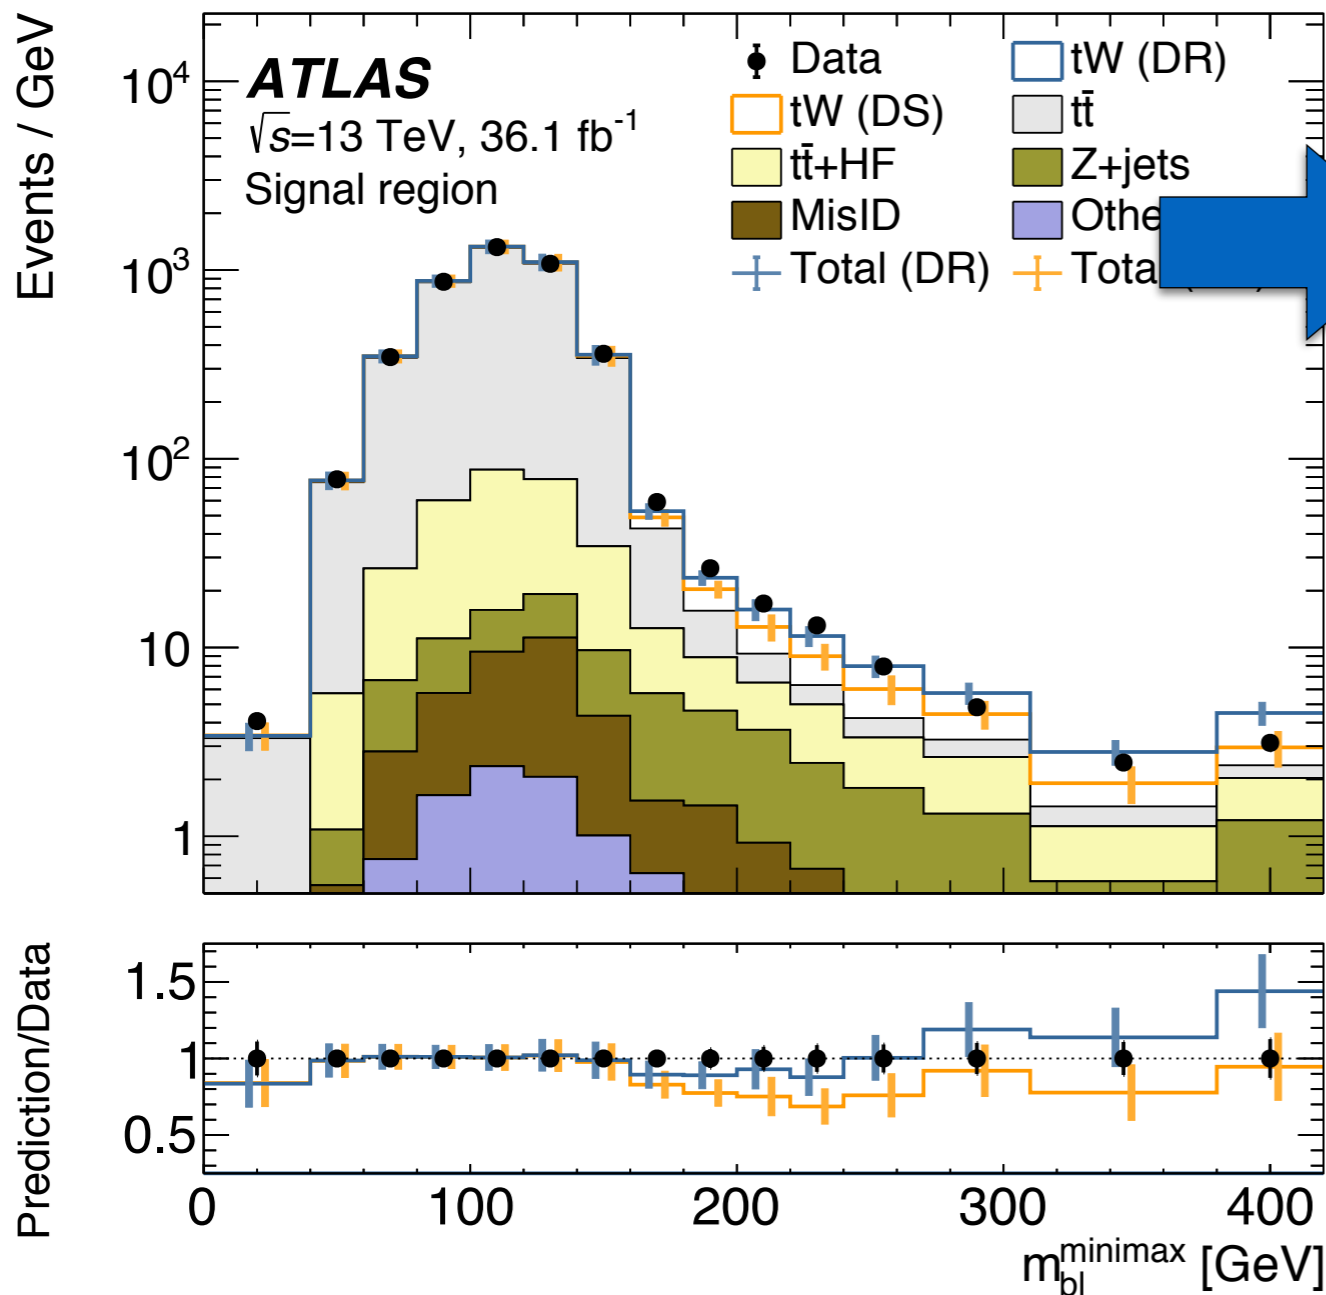 Events / GeV
10⁴
10³
10²
10
1
ATLAS
√s=13 TeV, 36.1 fb⁻¹
Signal region
Data
tW (DR)
tW (DS)
tt̄
tt̄+HF
Z+jets
MisID
Total (DR)
Prediction/Data
1.5
1
0.5
0 100 200 300 400
m_bl^minimax [GeV]